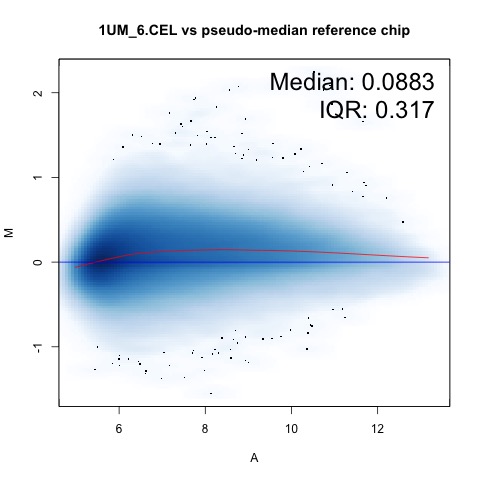 1UM_6.CEL vs pseudo-median reference chip
Median: 0.0883
IQR: 0.317
2
1
0
-1
M
6 8 10 12
A